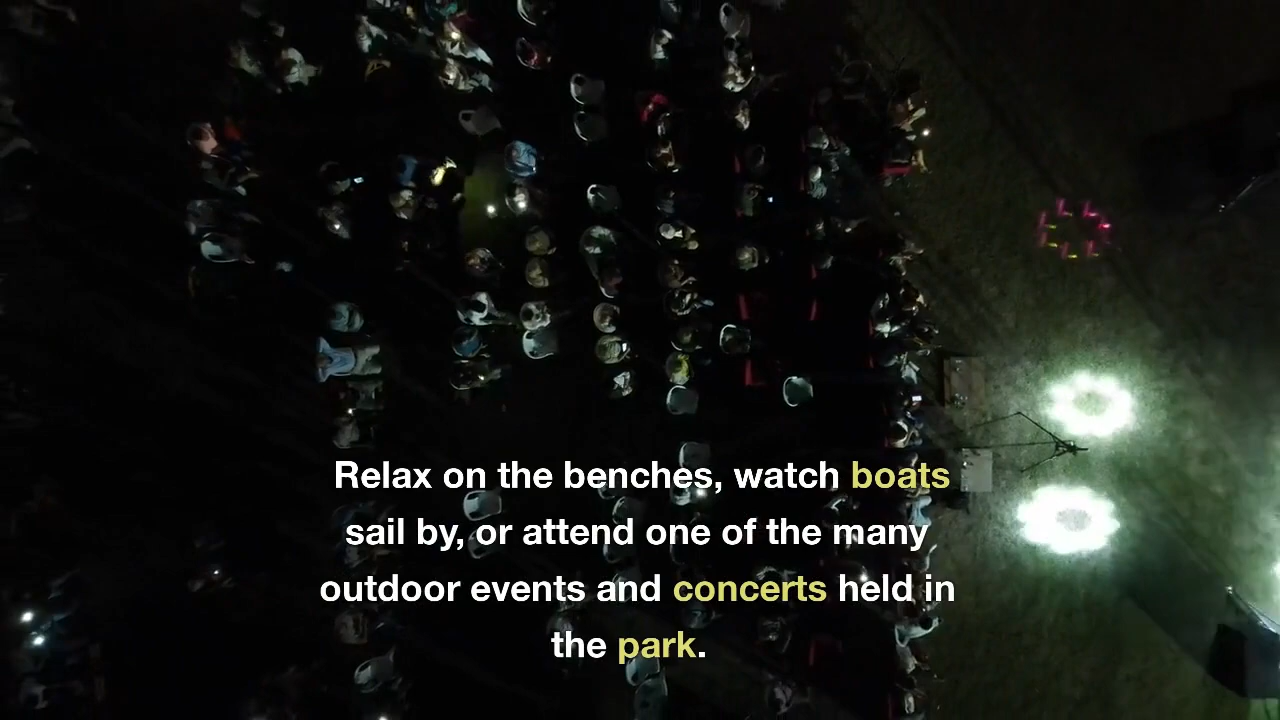 Relax on the benches, watch boats
sail by, or attend one of the many
outdoor events and concerts held in
the park.